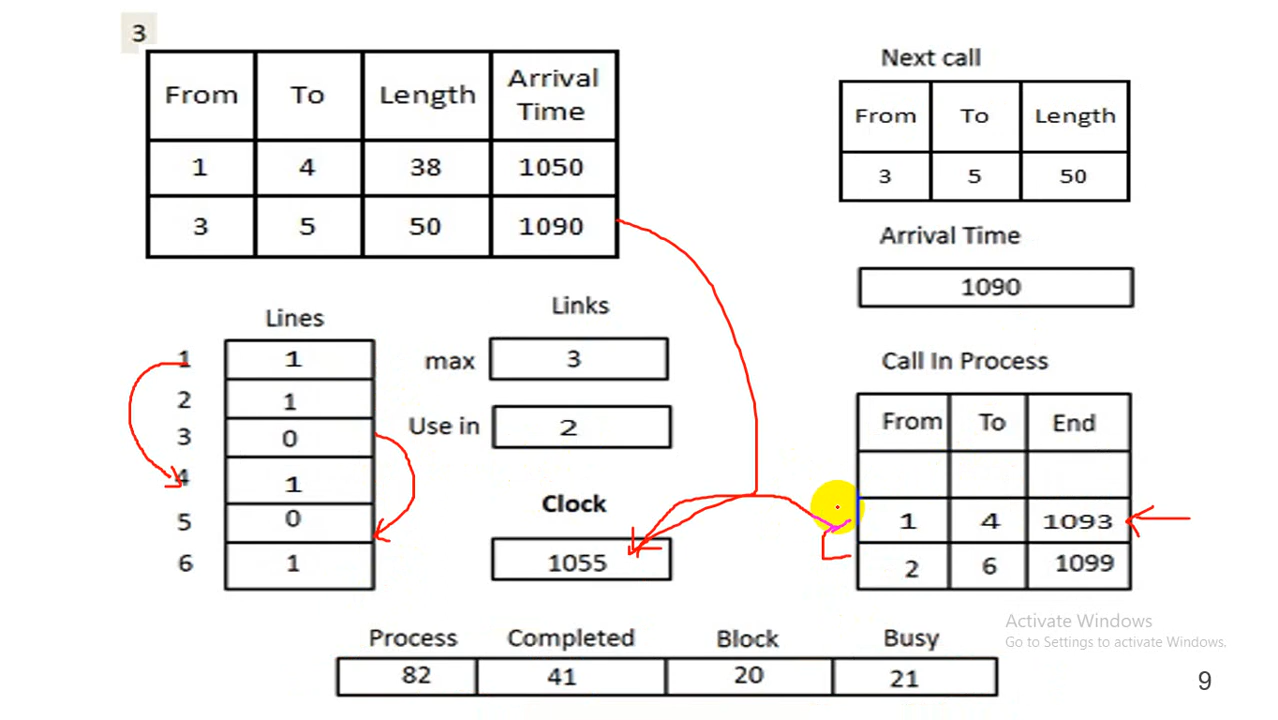 3
From To Length Arrival Time
1 4 38 1050
3 5 50 1090
Next call
From To Length
3 5 50
Arrival Time
1090
Lines
1 1
2 1
3 0
4 1
5 0
6 1
Links
max 3
Use in 2
Clock
1055
Call In Process
From To End
1 4 1093
2 6 1099
Process Completed Block Busy
82 41 20 21
Activate Windows
Go to Settings to activate Windows.
9